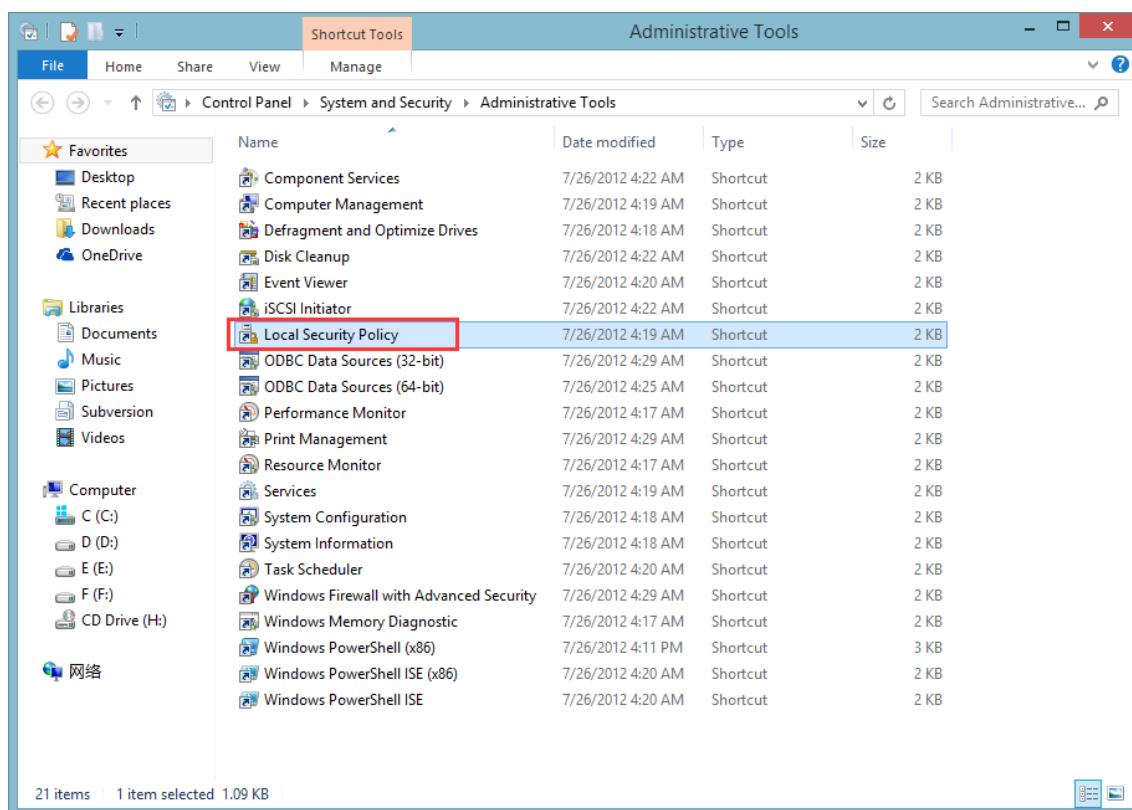 Shortcut Tools
Administrative Tools
File Home Share View Manage
Control Panel System and Security Administrative Tools
Search Administrative...
Name Date modified Type Size
Favorites
Desktop
Recent places
Downloads
OneDrive
Libraries
Documents
Music
Pictures
Subversion
Videos
Computer
C (C:)
D (D:)
E (E:)
F (F:)
CD Drive (H:)
网络
Component Services 7/26/2012 4:22 AM Shortcut 2 KB
Computer Management 7/26/2012 4:19 AM Shortcut 2 KB
Defragment and Optimize Drives 7/26/2012 4:18 AM Shortcut 2 KB
Disk Cleanup 7/26/2012 4:22 AM Shortcut 2 KB
Event Viewer 7/26/2012 4:20 AM Shortcut 2 KB
iSCSI Initiator 7/26/2012 4:22 AM Shortcut 2 KB
Local Security Policy 7/26/2012 4:19 AM Shortcut 2 KB
ODBC Data Sources (32-bit) 7/26/2012 4:29 AM Shortcut 2 KB
ODBC Data Sources (64-bit) 7/26/2012 4:25 AM Shortcut 2 KB
Performance Monitor 7/26/2012 4:17 AM Shortcut 2 KB
Print Management 7/26/2012 4:29 AM Shortcut 2 KB
Resource Monitor 7/26/2012 4:17 AM Shortcut 2 KB
Services 7/26/2012 4:19 AM Shortcut 2 KB
System Configuration 7/26/2012 4:18 AM Shortcut 2 KB
System Information 7/26/2012 4:18 AM Shortcut 2 KB
Task Scheduler 7/26/2012 4:20 AM Shortcut 2 KB
Windows Firewall with Advanced Security 7/26/2012 4:29 AM Shortcut 2 KB
Windows Memory Diagnostic 7/26/2012 4:17 AM Shortcut 2 KB
Windows PowerShell (x86) 7/26/2012 4:11 PM Shortcut 3 KB
Windows PowerShell ISE (x86) 7/26/2012 4:20 AM Shortcut 2 KB
Windows PowerShell ISE 7/26/2012 4:20 AM Shortcut 2 KB
21 items 1 item selected 1.09 KB